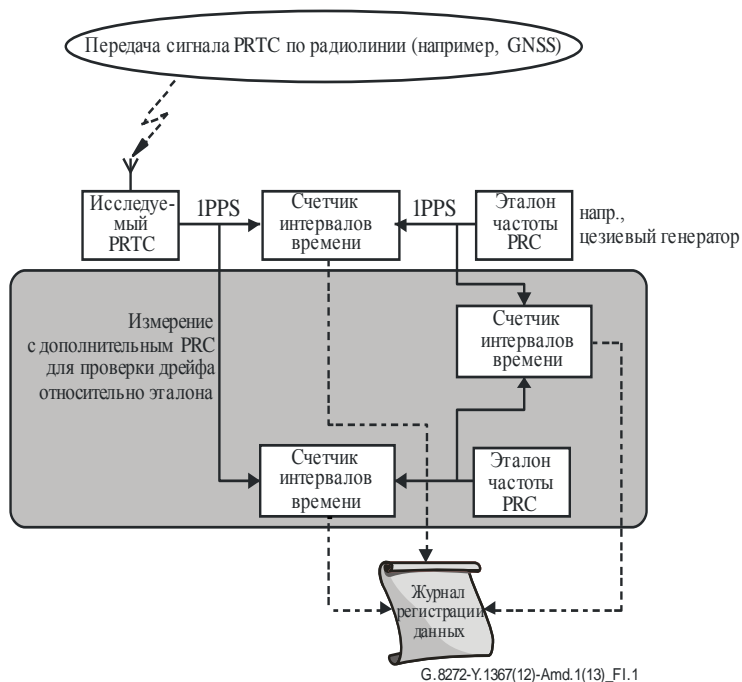 Передача сигнала PRTC по радиолинии (например, GNSS)
Исследуе-
мый
PRTC
1PPS
Счетчик
интервалов
времени
1PPS
Эталон
частоты
PRC
напр.,
цезиевый генератор
Измерение
с дополнительным PRC
для проверки дрейфа
относительно эталона
Счетчик
интервалов
времени
Счетчик
интервалов
времени
Эталон
частоты
PRC
Журнал
регистрации
данных
G.8272-Y.1367(12)-Amd.1(13)_FI.1